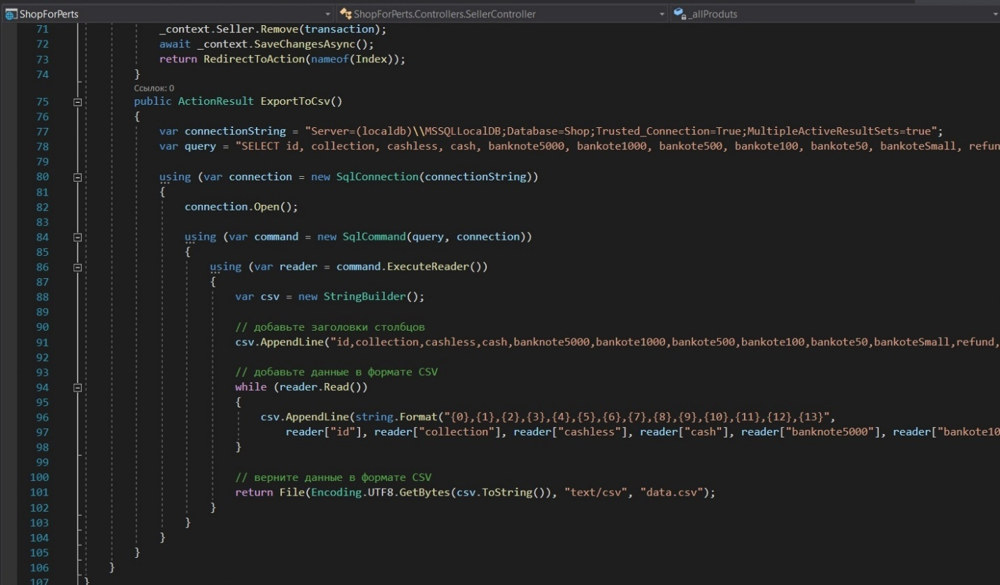 ShopForPerts ShopForPerts.Controllers.SellerController _allProduts
71 _context.Seller.Remove(transaction);
72 await _context.SaveChangesAsync();
73 return RedirectToAction(nameof(Index));
74 }
Ссылок: 0
75 public ActionResult ExportToCsv()
76 {
77 var connectionString = "Server=(localdb)\\MSSQLLocalDB;Database=Shop;Trusted_Connection=True;MultipleActiveResultSets=true";
78 var query = "SELECT id, collection, cashless, cash, banknote5000, bankote1000, bankote500, bankote100, bankote50, bankoteSmall, refun
79
80 using (var connection = new SqlConnection(connectionString))
81 {
82 connection.Open();
83
84 using (var command = new SqlCommand(query, connection))
85 {
86 using (var reader = command.ExecuteReader())
87 {
88 var csv = new StringBuilder();
89
90 // добавьте заголовки столбцов
91 csv.AppendLine("id,collection,cashless,cash,banknote5000,bankote1000,bankote500,bankote100,bankote50,bankoteSmall,refund,
92
93 // добавьте данные в формате CSV
94 while (reader.Read())
95 {
96 csv.AppendLine(string.Format("{0},{1},{2},{3},{4},{5},{6},{7},{8},{9},{10},{11},{12},{13}",
97 reader["id"], reader["collection"], reader["cashless"], reader["cash"], reader["banknote5000"], reader["bankote10
98 }
99
100 // верните данные в формате CSV
101 return File(Encoding.UTF8.GetBytes(csv.ToString()), "text/csv", "data.csv");
102 }
103 }
104 }
105 }
106 }
107 }